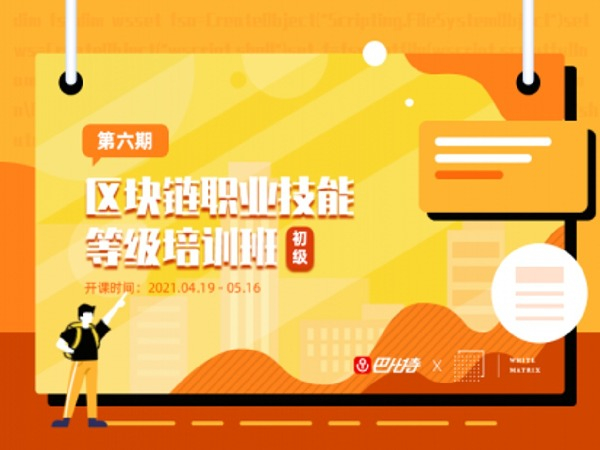 第六期
区块链职业技能
等级培训班
初级
开课时间：2021.04.19 - 05.16
巴比特 X
WHITE
MATRIX